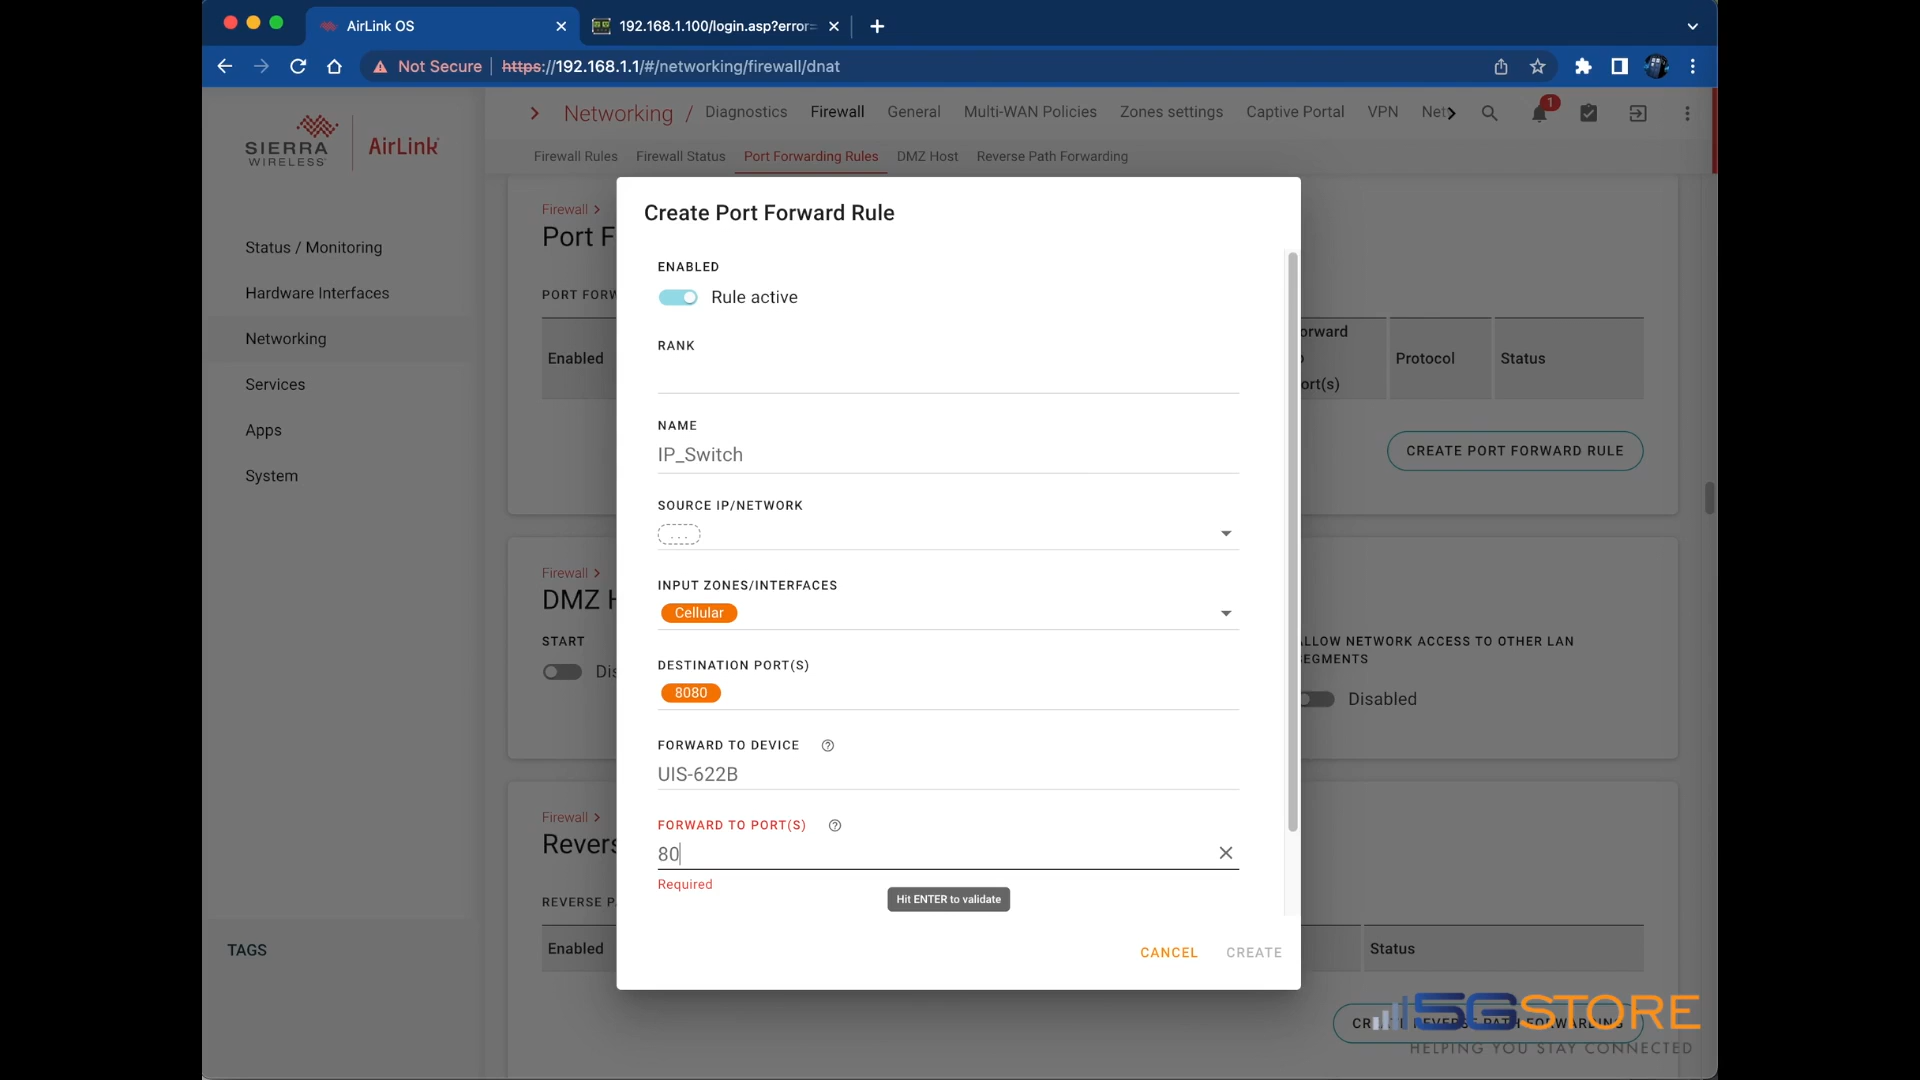 AirLink OS
192.168.1.100/login.asp?error=
Not Secure
https://192.168.1.1/#/networking/firewall/dnat
SIERRA
WIRELESS
AirLink
Networking / Diagnostics Firewall General Multi-WAN Policies Zones settings Captive Portal VPN Net
1
Firewall Rules Firewall Status Port Forwarding Rules DMZ Host Reverse Path Forwarding
Status / Monitoring
Hardware Interfaces
Networking
Services
Apps
System
TAGS
Firewall >
Port F
PORT FORW
Enabled
orward
ort(s)
Protocol
Status
CREATE PORT FORWARD RULE
Firewall >
DMZ H
START
Dis
LLOW NETWORK ACCESS TO OTHER LAN
SEGMENTS
Disabled
Firewall >
Revers
REVERSE P
Enabled
Status
Create Port Forward Rule
ENABLED
Rule active
RANK
NAME
IP_Switch
SOURCE IP/NETWORK
...
INPUT ZONES/INTERFACES
Cellular
DESTINATION PORT(S)
8080
FORWARD TO DEVICE
UIS-622B
FORWARD TO PORT(S)
80
Required
Hit ENTER to validate
CANCEL
CREATE
CREATE REVERSE PATH FORWARDING
5GSTORE
HELPING YOU STAY CONNECTED